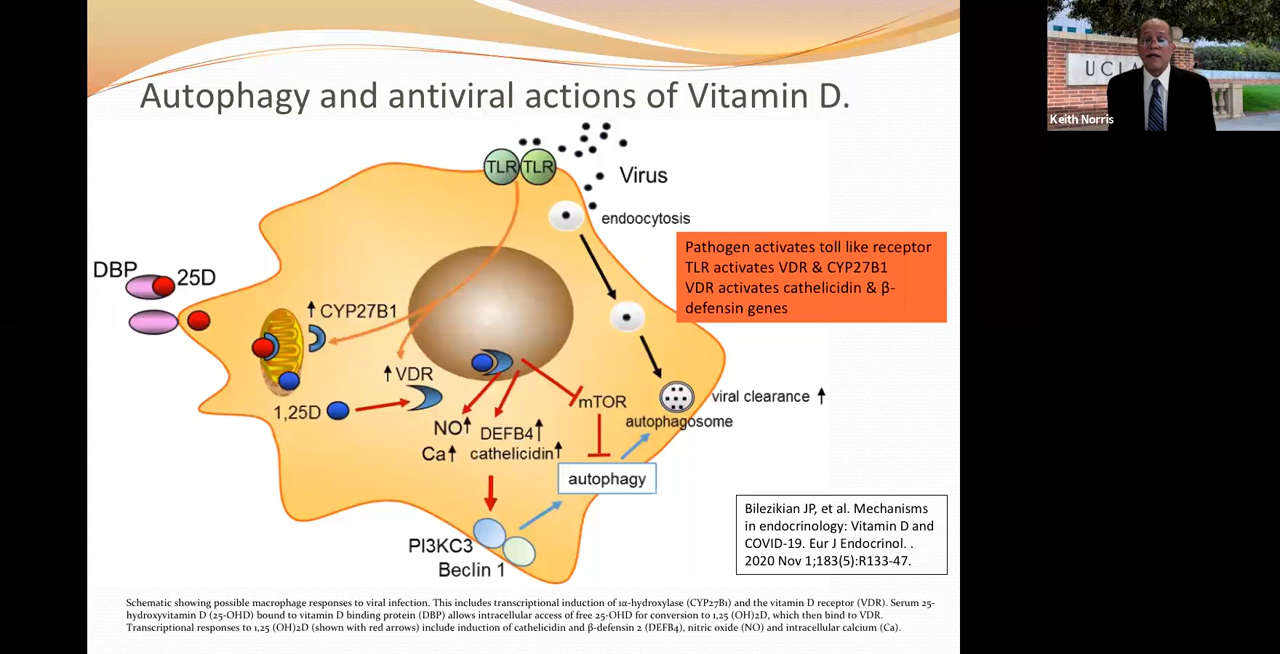 Autophagy and antiviral actions of Vitamin D.
UCLA
Keith Norris
TLR TLR
Virus
endoocytosis
Pathogen activates toll like receptor
TLR activates VDR & CYP27B1
VDR activates cathelicidin & β-
defensin genes
DBP
25D
↑ CYP27B1
↑ VDR
1,25D
mTOR
viral clearance ↑
autophagosome
NO↑ DEFB4↑
Ca↑ cathelicidin↑
autophagy
PI3KC3
Beclin 1
Bilezikian JP, et al. Mechanisms
in endocrinology: Vitamin D and
COVID-19. Eur J Endocrinol. .
2020 Nov 1;183(5):R133-47.
Schematic showing possible macrophage responses to viral infection. This includes transcriptional induction of 1α-hydroxylase (CYP27B1) and the vitamin D receptor (VDR). Serum 25-
hydroxyvitamin D (25-OHD) bound to vitamin D binding protein (DBP) allows intracellular access of free 25-OHD for conversion to 1,25 (OH)2D, which then bind to VDR.
Transcriptional responses to 1,25 (OH)2D (shown with red arrows) include induction of cathelicidin and β-defensin 2 (DEFB4), nitric oxide (NO) and intracellular calcium (Ca).